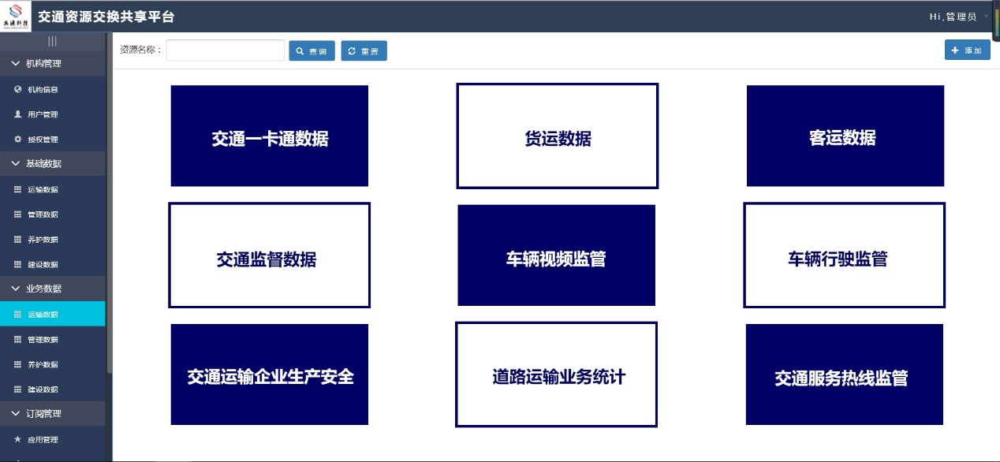 交通资源交换共享平台
Hi,管理员
机构管理
机构信息
用户管理
授权管理
基础数据
运输数据
管理数据
养护数据
建设数据
业务数据
运输数据
管理数据
养护数据
建设数据
订阅管理
应用管理
资源名称：
查询
重置
添加
交通一卡通数据
货运数据
客运数据
交通监督数据
车辆视频监管
车辆行驶监管
交通运输企业生产安全
道路运输业务统计
交通服务热线监管